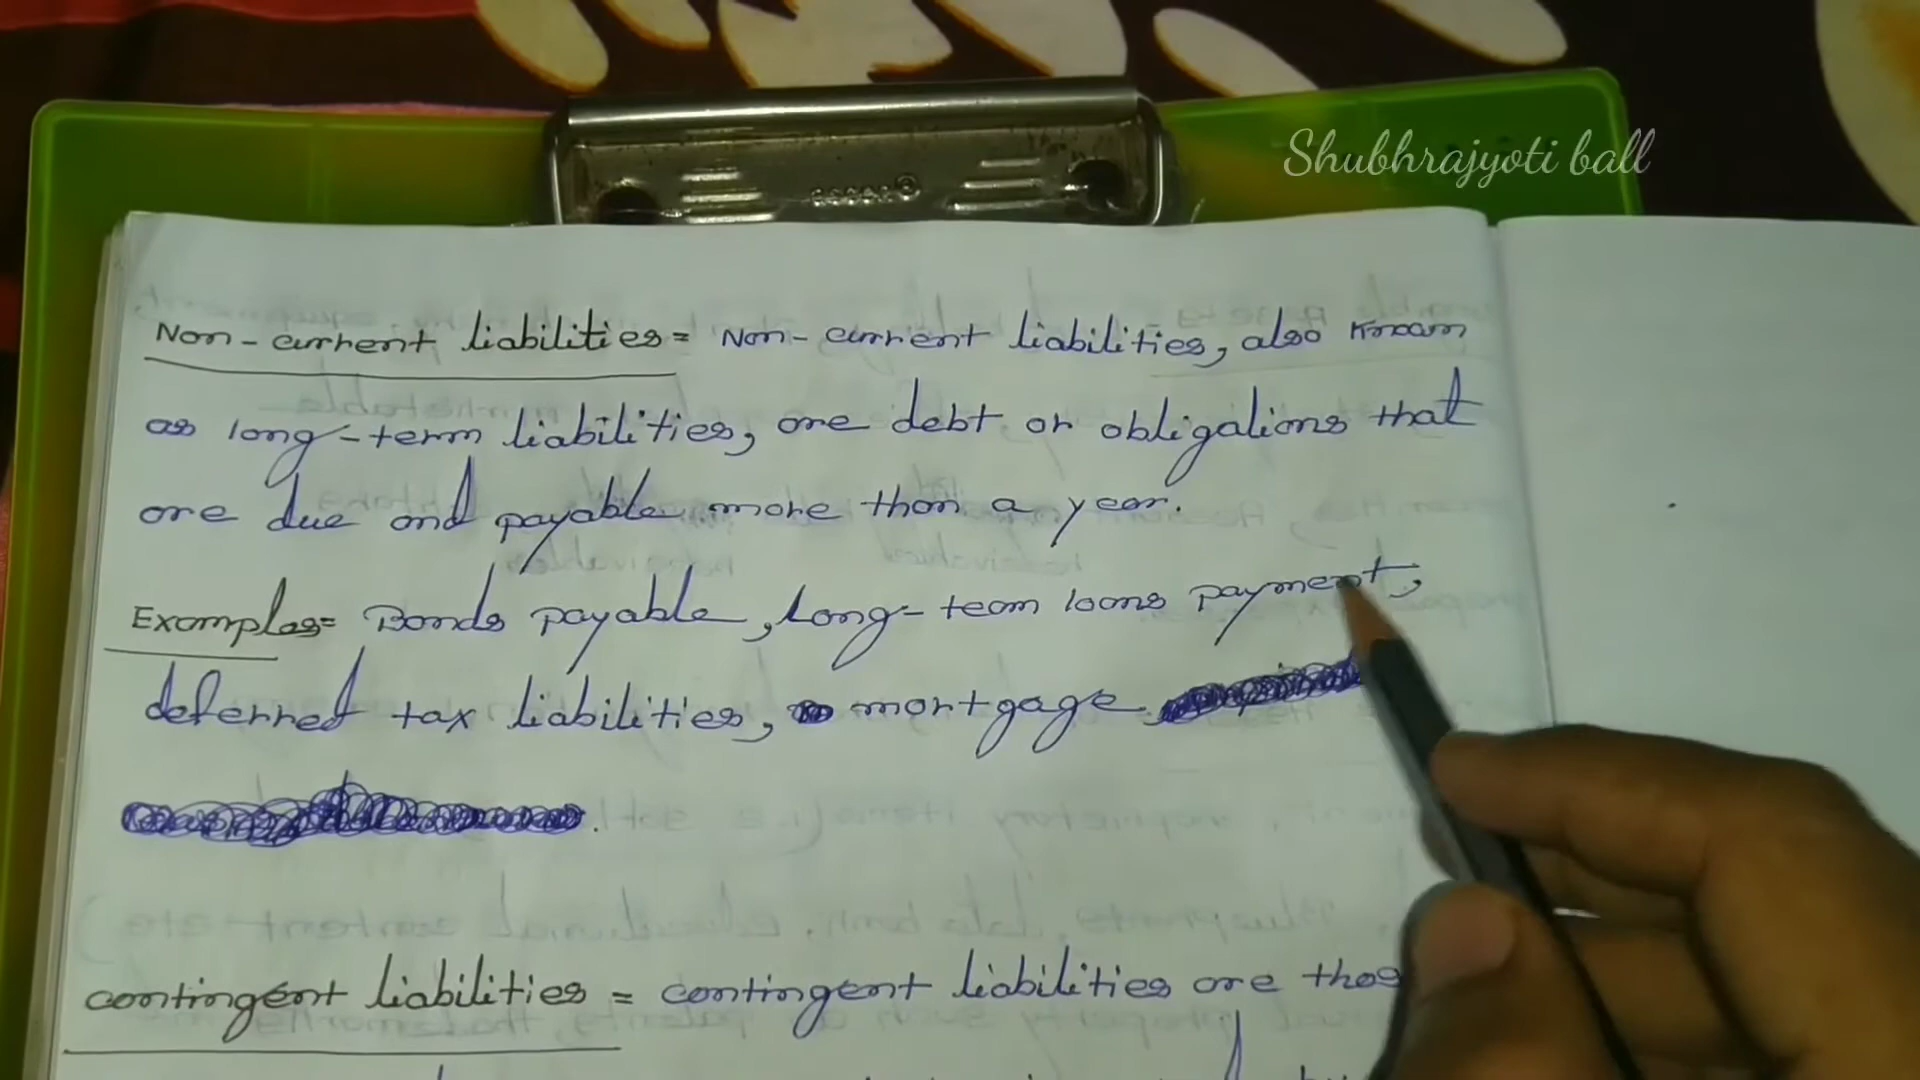 Shubhrajyoti ball
Non-current liabilities = Non-current liabilities, also known
as long-term liabilities, are debt or obligations that
are due and payable more than a year.
Examples = Bonds payable, Long-term loans payment,
deferred tax liabilities, mortgage
contingent liabilities = contingent liabilities are thos